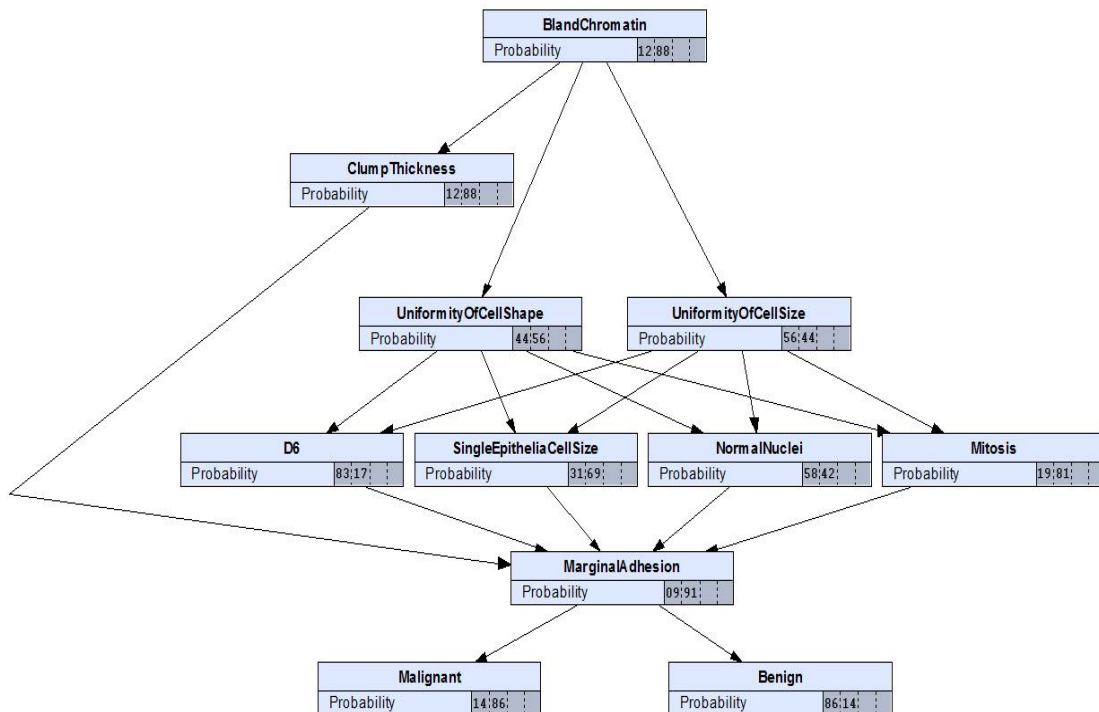 BlandChromatin
Probability 12 88
ClumpThickness
Probability 12 88
UniformityOfCellShape
Probability 44 56
UniformityOfCellSize
Probability 56 44
D6
Probability 83 17
SingleEpitheliaCellSize
Probability 31 69
NormalNuclei
Probability 58 42
Mitosis
Probability 19 81
MarginalAdhesion
Probability 09 91
Malignant
Probability 14 86
Benign
Probability 86 14